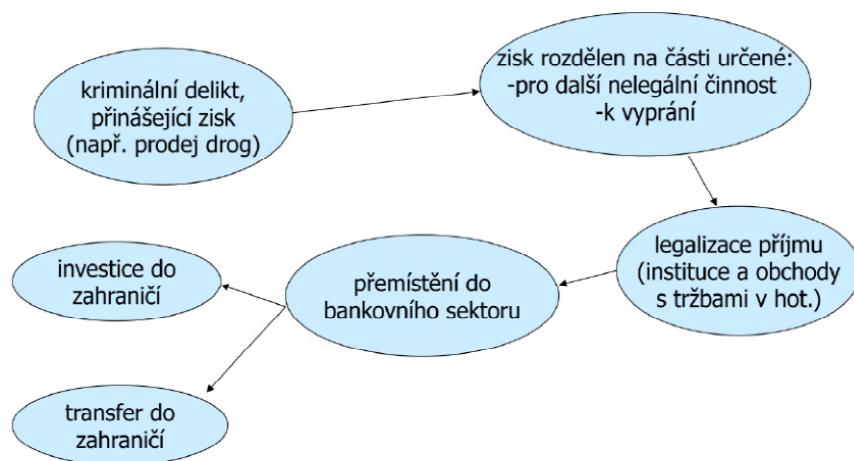 kriminální delikt,
přinášející zisk
(např. prodej drog)
zisk rozdělen na části určené:
-pro další nelegální činnost
-k vyprání
legalizace příjmu
(instituce a obchody
s tržbami v hot.)
přemístění do
bankovního sektoru
investice do
zahraničí
transfer do
zahraničí